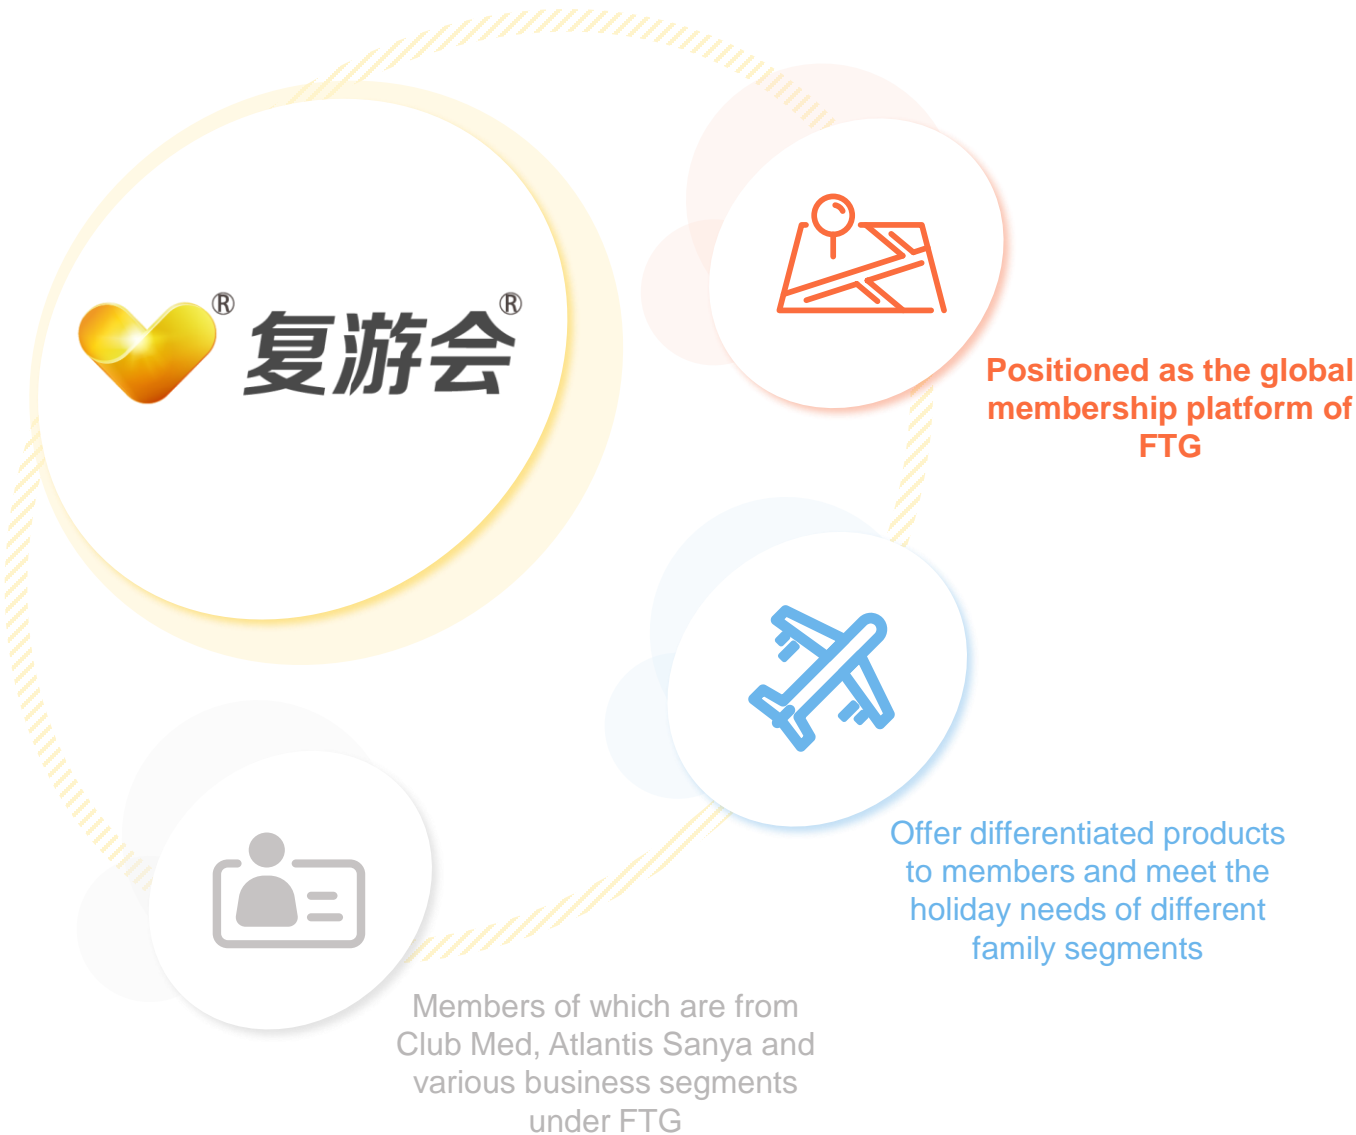 ® 复游会®
Positioned as the global
membership platform of
FTG
Offer differentiated products
to members and meet the
holiday needs of different
family segments
Members of which are from
Club Med, Atlantis Sanya and
various business segments
under FTG